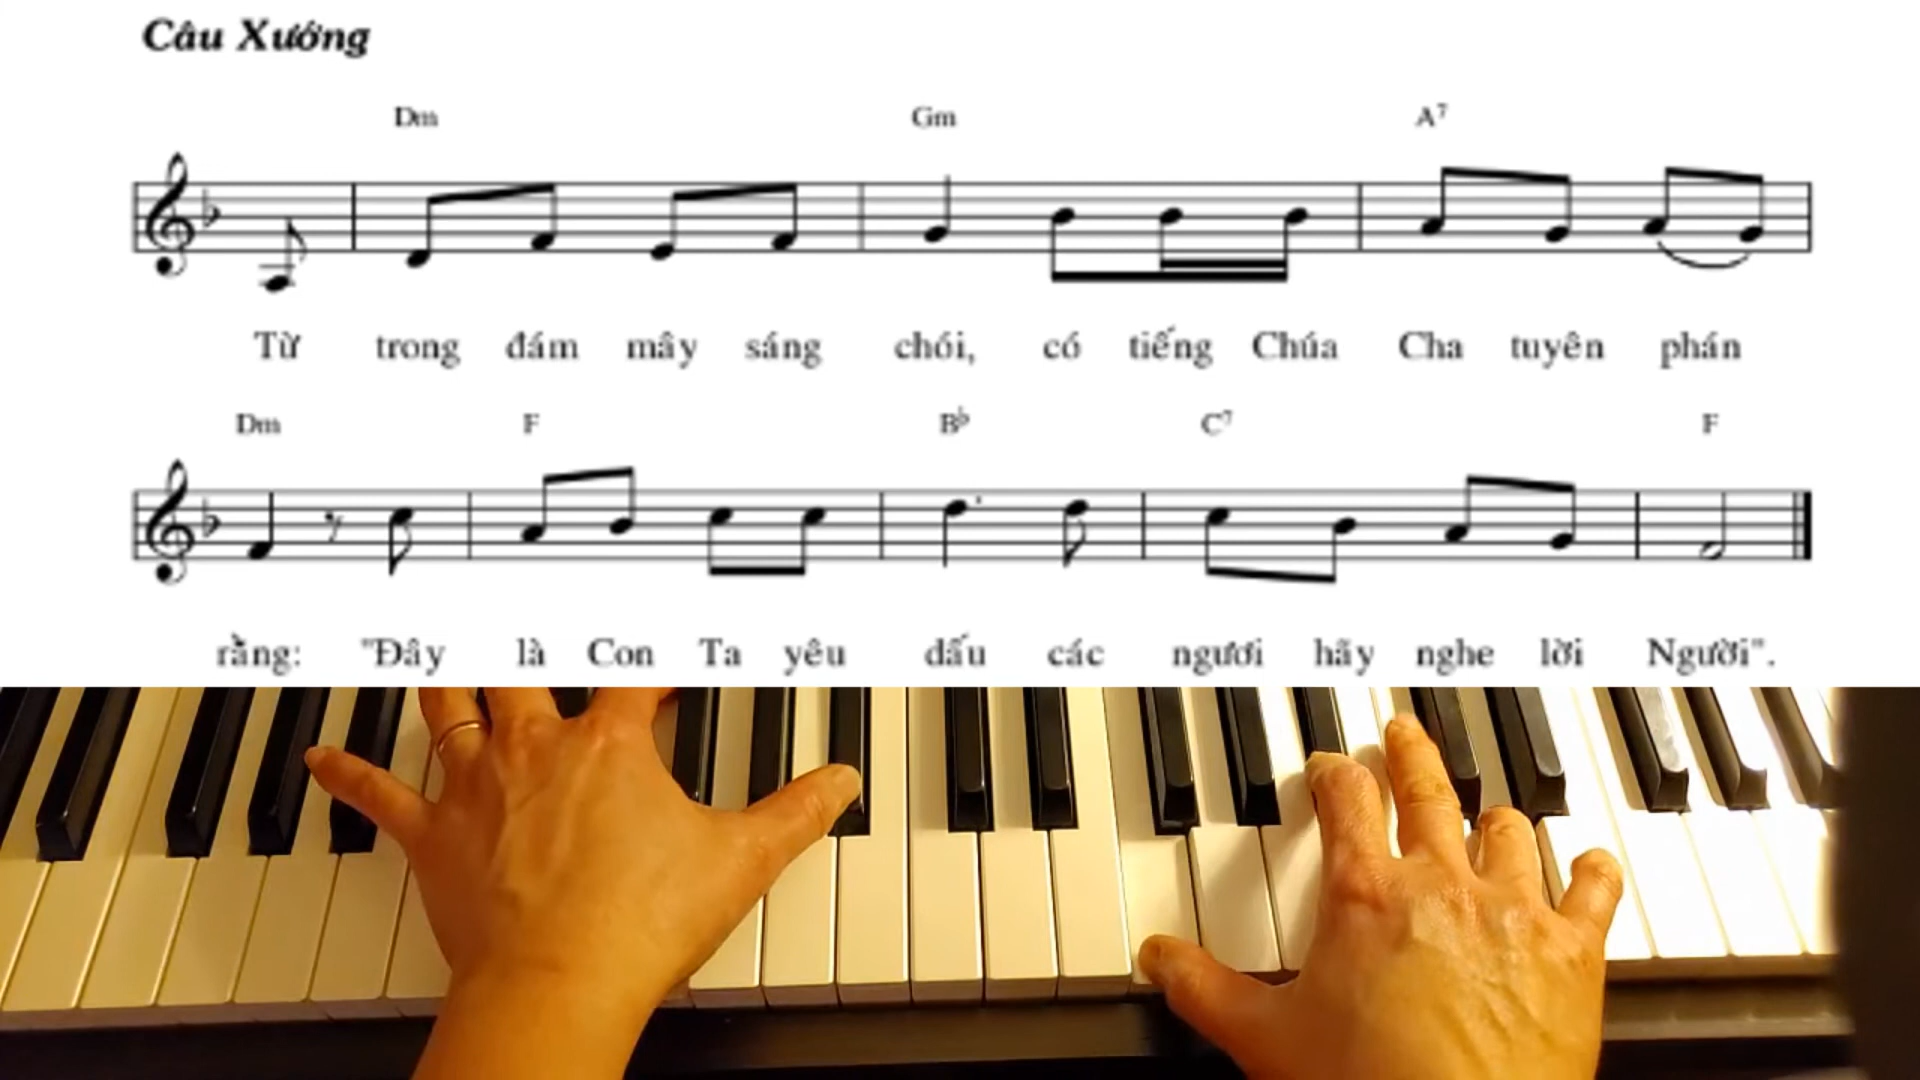 Câu Xướng
Dm Gm A7
Từ trong đám mây sáng chói, có tiếng Chúa Cha tuyên phán
Dm F Bb C7 F
rằng: "Đây là Con Ta yêu dấu các ngươi hãy nghe lời Người".